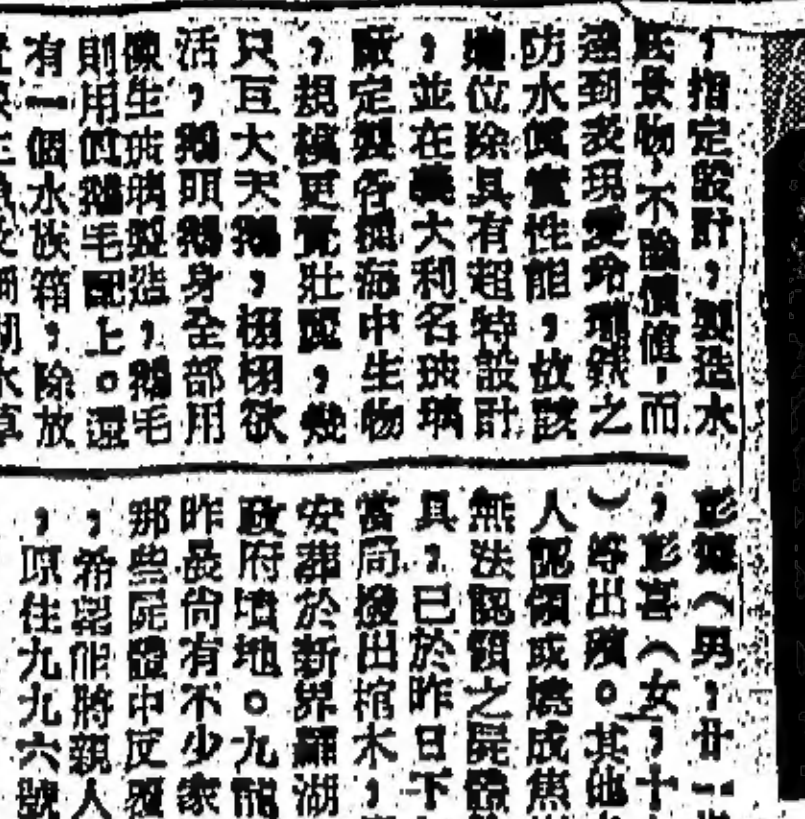 ，指定設計，製造水
底景物，不論價值，而
達到表現愛玲瓏鏡之
防水實性能，故該
位除具有超特設計
，並在義大利名玻璃
廠定製各種海中生物
，規模更覺壯麗，幾
只巨大天鵝，栩栩欲
活，鵝頭鵝身全部用
像生玻璃製造，鵝毛
則用真鵝毛配上。還
有一個水族箱，除放
彭（男，廿一
，彭宮（女，十
）等出殯。其他
人認領或燒成焦
無法認領之屍體
具，已於昨日下
當局撥出棺木，
安葬於新界羅湖
政府墳地。九龍
昨晨尚有不少家
那些屍體中反覆
，希望能將親人
，原住九九六號